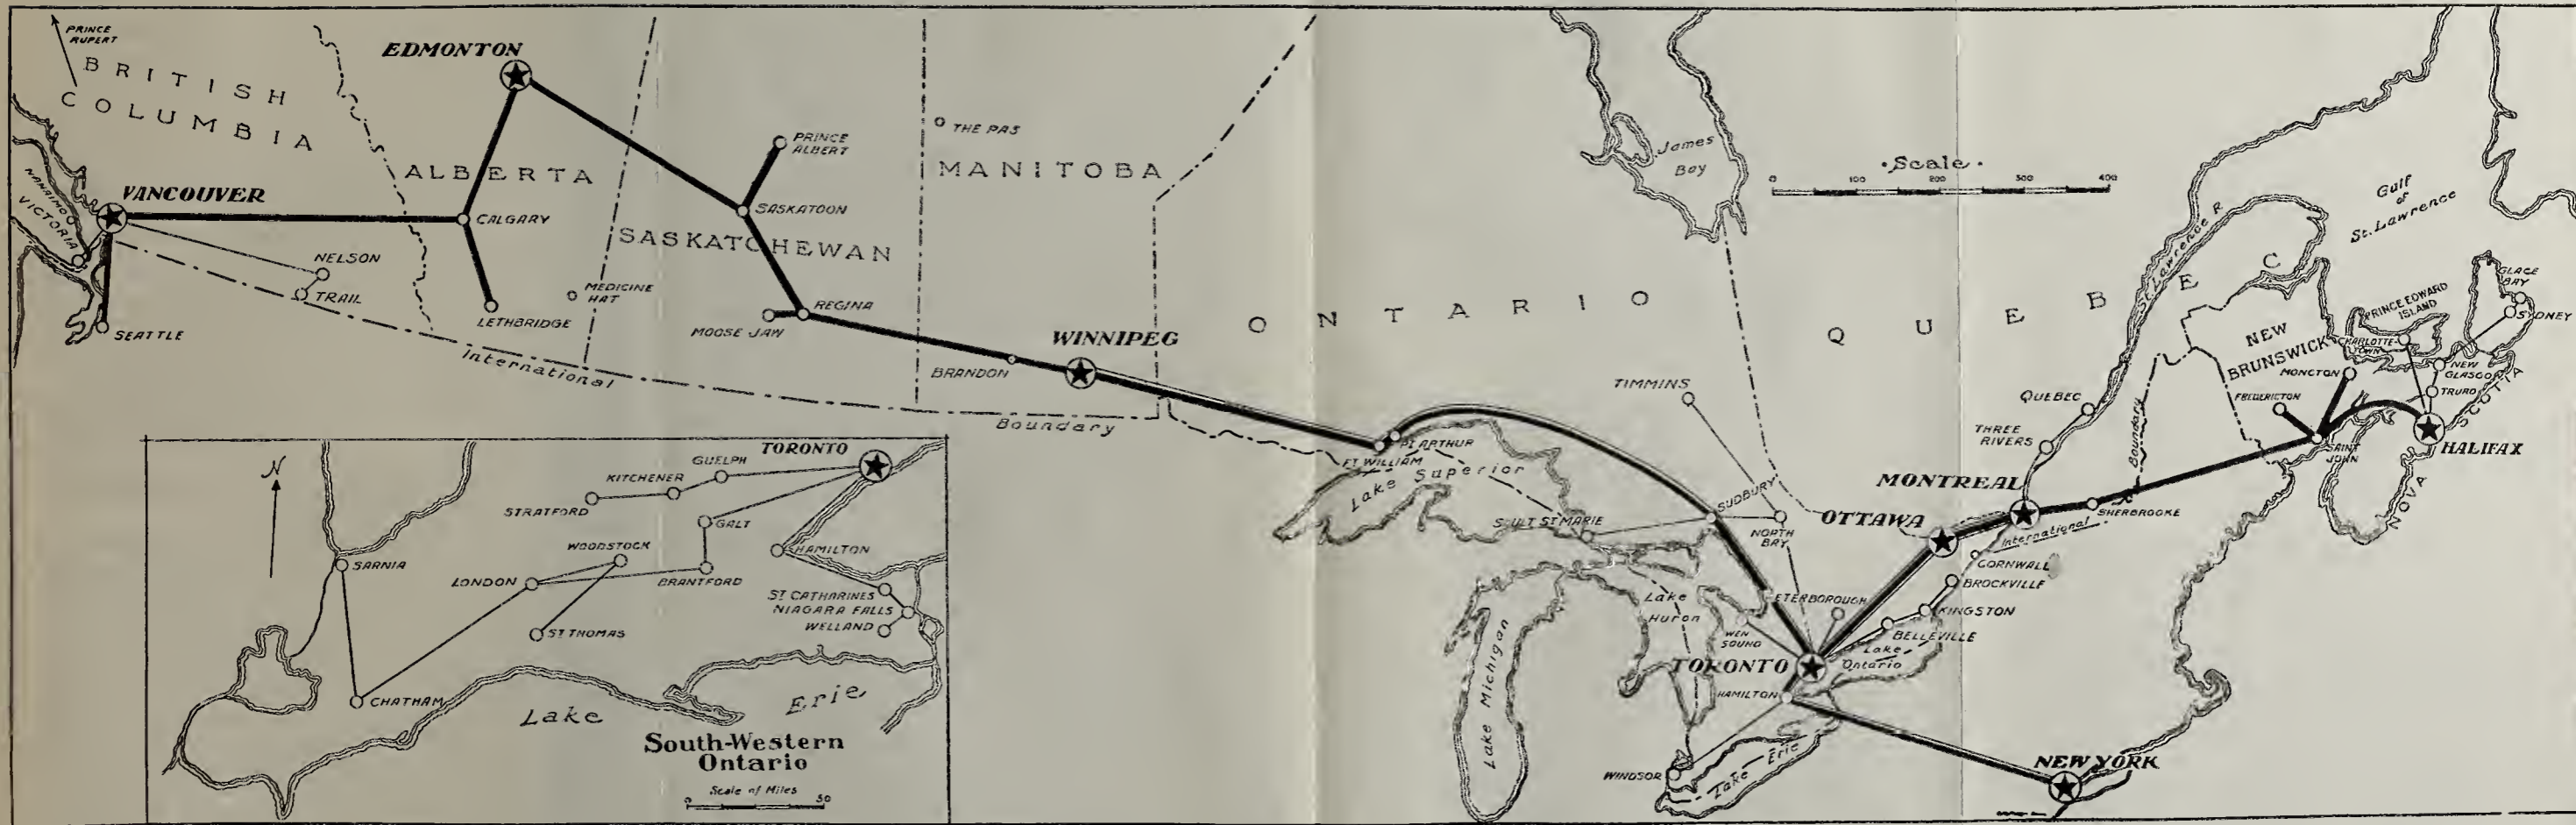 PRINCE
RUPERT
BRITISH
COLUMBIA
EDMONTON
ALBERTA
PRINCE
ALBERT
THE PAS
MANITOBA
NANAIMO
VICTORIA
VANCOUVER
CALGARY
SASKATOON
SASKATCHEWAN
NELSON
TRAIL
MEDICINE
HAT
SEATTLE
LETHBRIDGE
MOOSE JAW
REGINA
International
BRANDON
WINNIPEG
Boundary
ONTARIO
PT. ARTHUR
FT. WILLIAM
Lake Superior
James
Bay
Scale
0 100 200 300 400
QUEBEC
St. Lawrence R.
Gulf
of
St. Lawrence
GLACE
BAY
SYDNEY
PRINCE EDWARD
ISLAND
CHARLOTTE-
TOWN
NEW
GLASGOW
TRURO
NEW
BRUNSWICK
MONCTON
FREDERICTON
SAINT
JOHN
HALIFAX
NOVA SCOTIA
Boundary
QUEBEC
THREE
RIVERS
MONTREAL
SHERBROOKE
International
OTTAWA
TIMMINS
SUDBURY
SAULT ST MARIE
NORTH
BAY
CORNWALL
BROCKVILLE
KINGSTON
BELLEVILLE
ETERBOROUGH
Lake
Huron
WEN
SOUND
TORONTO
Lake
Ontario
HAMILTON
Lake Michigan
WINDSOR
Lake Erie
NEW YORK
N
TORONTO
GUELPH
KITCHENER
STRATFORD
GALT
WOODSTOCK
HAMILTON
SARNIA
LONDON
BRANTFORD
ST CATHARINES
NIAGARA FALLS
WELLAND
ST THOMAS
CHATHAM
Lake Erie
South-Western
Ontario
Scale of Miles
0 50